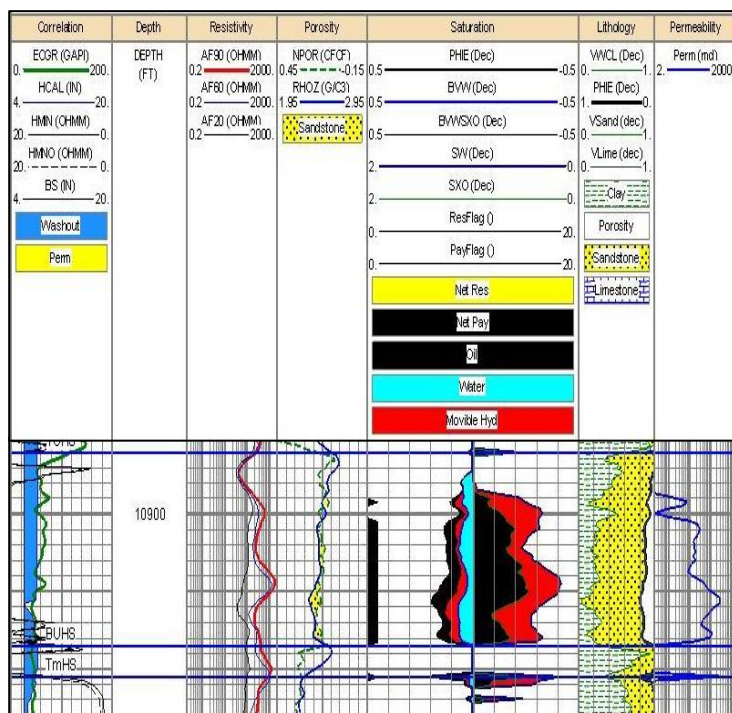 Correlation
Depth
Resistivity
Porosity
Saturation
Lithology
Permeability
ECGR (GAPI)
0. 200.
HCAL (IN)
4. 20.
HMIN (OHMM)
20. 0.
HMNO (OHMM)
20. 0.
BS (IN)
4. 20.
Washout
Perm
DEPTH
(FT)
AF90 (OHMM)
0.2 2000.
AF60 (OHMM)
0.2 2000.
AF20 (OHMM)
0.2 2000.
NPOR (CFCF)
0.45 -0.15
RHOZ (G/C3)
1.95 2.95
Sandstone
PHIE (Dec)
0.5 -0.5
BVW (Dec)
0.5 -0.5
BVWSXO (Dec)
0.5 -0.5
SW (Dec)
2. 0.
SXO (Dec)
2. 0.
ResFlag ()
0. 20.
PayFlag ()
0. 20.
Net Res
Net Pay
Oil
Water
Movible Hyd
VWCL (Dec)
0. 1.
PHIE (Dec)
1. 0.
VSand (dec)
0. 1.
VLime (dec)
0. 1.
Clay
Porosity
Sandstone
Limestone
Perm (md)
2. 2000
10900
BUHS
LTmHS